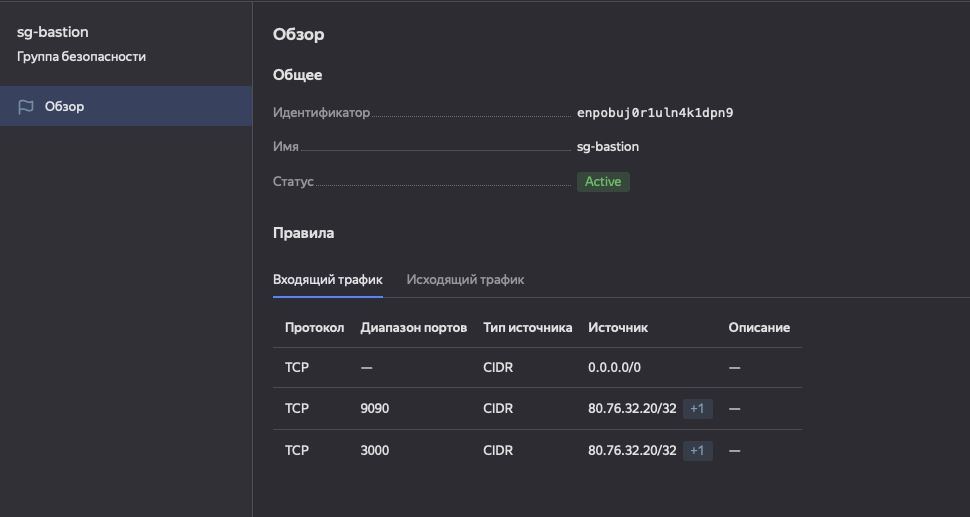 sg-bastion
Группа безопасности
Обзор
Обзор
Общее
Идентификатор enpobuj0r1uln4k1dpn9
Имя sg-bastion
Статус Active
Правила
Входящий трафик Исходящий трафик
Протокол Диапазон портов Тип источника Источник Описание
TCP — CIDR 0.0.0.0/0 —
TCP 9090 CIDR 80.76.32.20/32 +1 —
TCP 3000 CIDR 80.76.32.20/32 +1 —